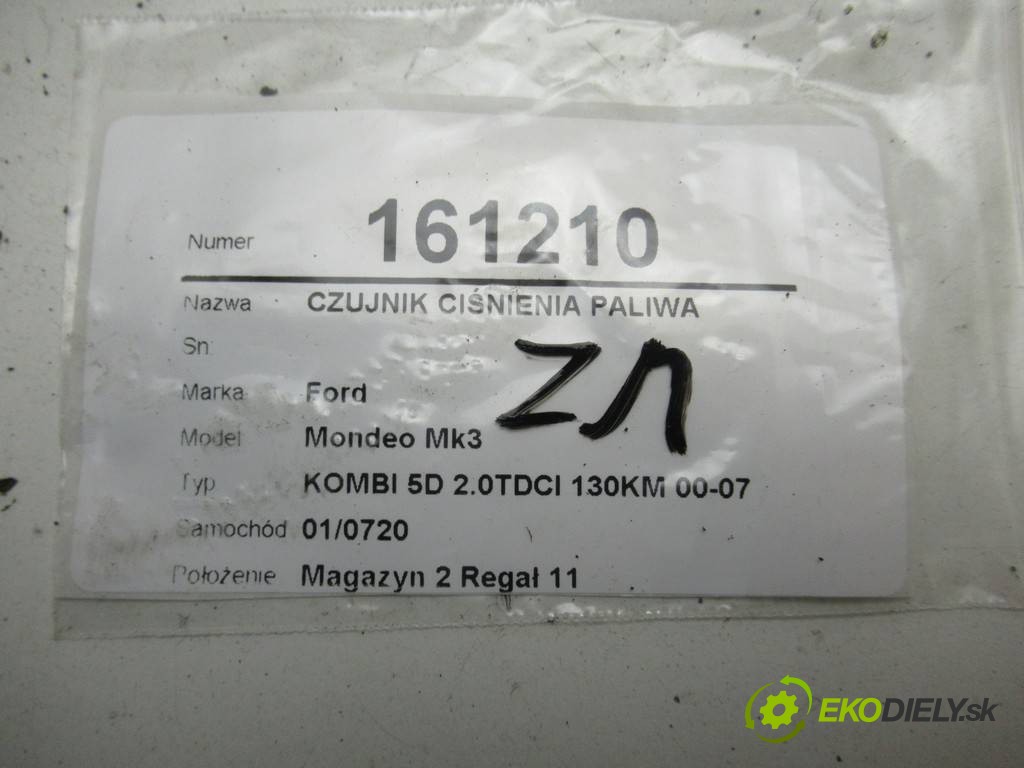 Numer 161210
Nazwa CZUJNIK CIŚNIENIA PALIWA
Sn:
Marka Ford
Model Mondeo Mk3
Typ KOMBI 5D 2.0TDCI 130KM 00-07
Samochód 01/0720
Położenie Magazyn 2 Regał 11
EKODIELY.sk